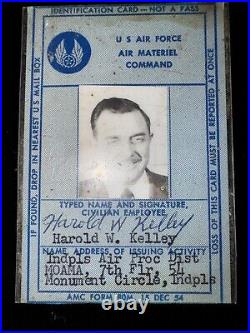 IDENTIFICATION CARD—NOT A PASS
U S AIR FORCE
AIR MATERIEL
COMMAND
IF FOUND, DROP IN NEAREST U S MAIL BOX
LOSS OF THIS CARD MUST BE REPORTED AT ONCE
TYPED NAME AND SIGNATURE,
CIVILIAN EMPLOYEE
Harold W Kelley
Harold W. Kelley
NAME, ADDRESS OF ISSUING ACTIVITY
Indpls Air Proc Dist
MOAMA, 7th Flr, 54
Monument Circle, Indpls
AMC FORM 80M, 15 DEC 54